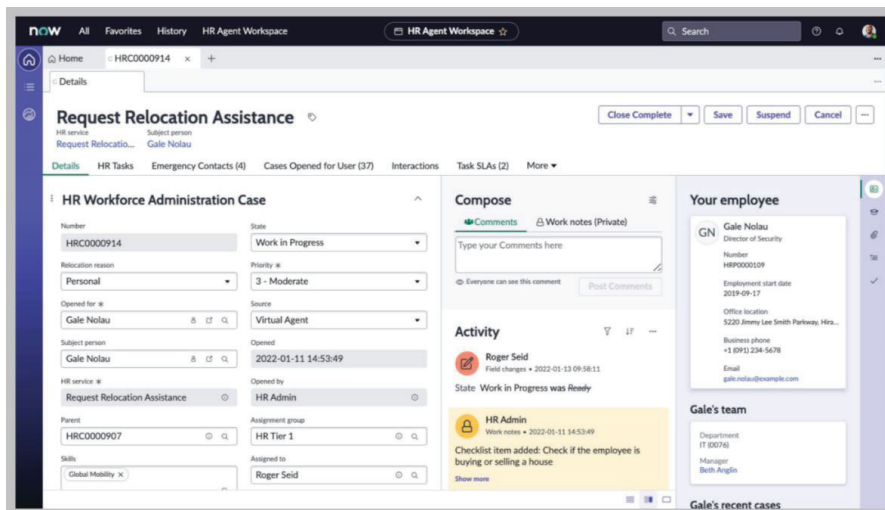 now All Favorites History HR Agent Workspace HR Agent Workspace Search
Home HRC0000914 × +
Details
Request Relocation Assistance
HR service Subject person
Request Relocatio... Gale Nolau
Close Complete Save Suspend Cancel
Details HR Tasks Emergency Contacts (4) Cases Opened for User (37) Interactions Task SLAs (2) More
HR Workforce Administration Case
Number
HRC0000914
Relocation reason
Personal
Opened for
Gale Nolau
Subject person
Gale Nolau
HR service
Request Relocation Assistance
Parent
HRC0000907
Skills
Global Mobility ×
State
Work in Progress
Priority
3 - Moderate
Source
Virtual Agent
Opened
2022-01-11 14:53:49
Opened by
HR Admin
Assignment group
HR Tier 1
Assigned to
Roger Seid
Compose
Comments Work notes (Private)
Type your Comments here
Everyone can see this comment Post Comments
Activity
Roger Seid
Field changes • 2022-01-13 09:58:11
State Work in Progress was Ready
HR Admin
Work notes • 2022-01-11 14:53:49
Checklist item added: Check if the employee is
buying or selling a house
Show more
Your employee
GN Gale Nolau
Director of Security
Number
HRP0000109
Employment start date
2019-09-17
Office location
5220 Jimmy Lee Smith Parkway, Hira...
Business phone
+1 (091) 234-5678
Email
gale.nolau@example.com
Gale's team
Department
IT (0076)
Manager
Beth Anglin
Gale's recent cases